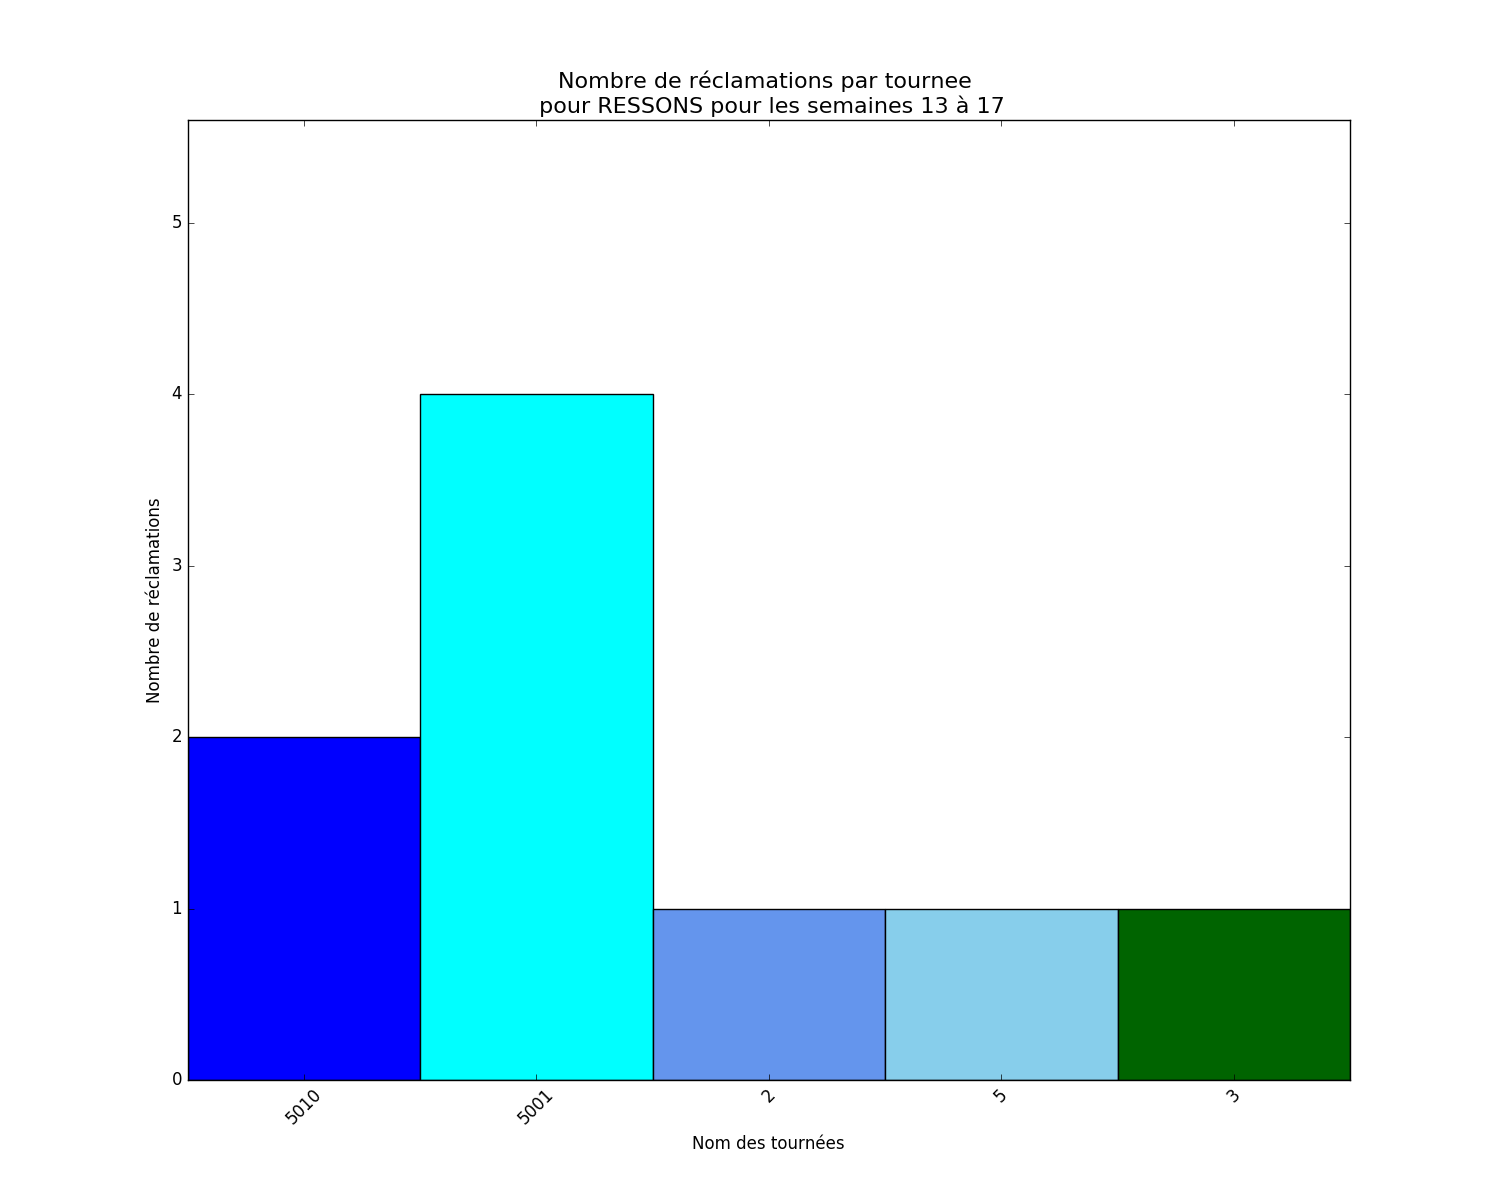 Nombre de réclamations par tournee
pour RESSONS pour les semaines 13 à 17
5
4
3
2
1
0
Nombre de réclamations
5010
5001
2
5
3
Nom des tournées